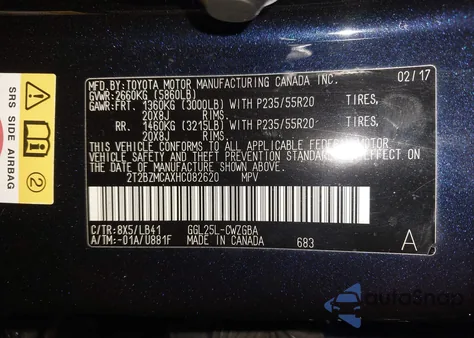 MFD. BY: TOYOTA MOTOR MANUFACTURING CANADA INC. 02/17
GVWR: 2660KG (5860LB)
GAWR: FRT. 1360KG (3000LB) WITH P235/55R20 TIRES,
20X8J RIMS.
RR. 1460KG (3215LB) WITH P235/55R20 TIRES,
20X8J RIMS.
THIS VEHICLE CONFORMS TO ALL APPLICABLE FEDERAL MOTOR
VEHICLE SAFETY STANDARDS IN EFFECT ON THE DATE OF
MANUFACTURE SHOWN ABOVE.
2T2BZMCAXHC082620 MPV
C/TR: 8X5/LB41 GGL25L-CWZGBA
A/TM: -01A/U881F MADE IN CANADA 683 A
SRS SIDE AIRBAG
2
autoSnap